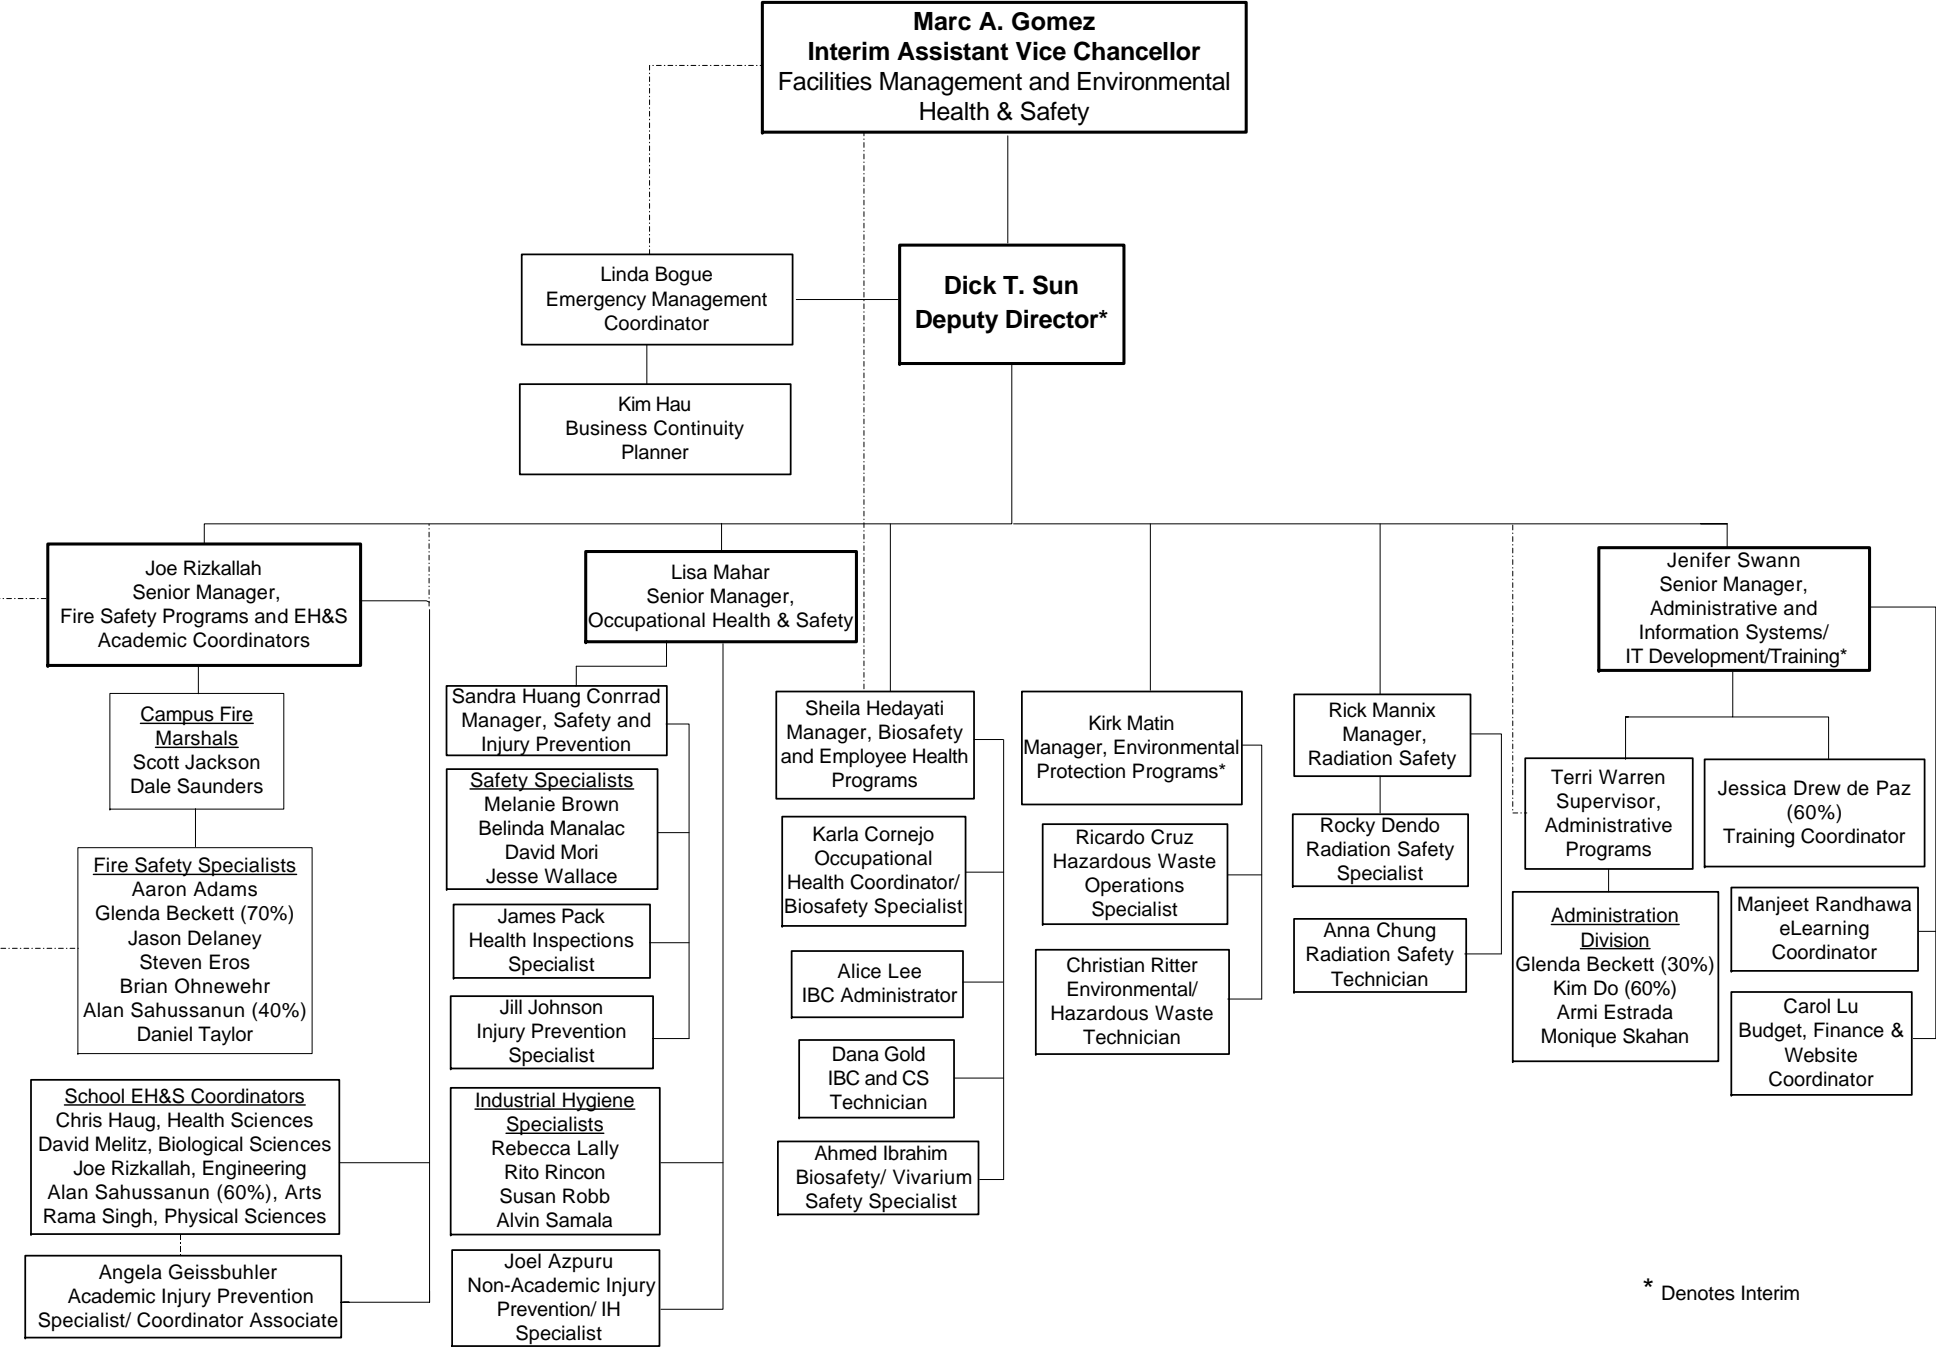 Marc A. Gomez
Interim Assistant Vice Chancellor
Facilities Management and Environmental
Health & Safety
Linda Bogue
Emergency Management
Coordinator
Dick T. Sun
Deputy Director*
Kim Hau
Business Continuity
Planner
Joe Rizkallah
Senior Manager,
Fire Safety Programs and EH&S
Academic Coordinators
Lisa Mahar
Senior Manager,
Occupational Health & Safety
Jenifer Swann
Senior Manager,
Administrative and
Information Systems/
IT Development/Training*
Campus Fire
Marshals
Scott Jackson
Dale Saunders
Fire Safety Specialists
Aaron Adams
Glenda Beckett (70%)
Jason Delaney
Steven Eros
Brian Ohnewehr
Alan Sahussanun (40%)
Daniel Taylor
School EH&S Coordinators
Chris Haug, Health Sciences
David Melitz, Biological Sciences
Joe Rizkallah, Engineering
Alan Sahussanun (60%), Arts
Rama Singh, Physical Sciences
Angela Geissbuhler
Academic Injury Prevention
Specialist/ Coordinator Associate
Sandra Huang Conrrad
Manager, Safety and
Injury Prevention
Safety Specialists
Melanie Brown
Belinda Manalac
David Mori
Jesse Wallace
James Pack
Health Inspections
Specialist
Jill Johnson
Injury Prevention
Specialist
Industrial Hygiene
Specialists
Rebecca Lally
Rito Rincon
Susan Robb
Alvin Samala
Joel Azpuru
Non-Academic Injury
Prevention/ IH
Specialist
Sheila Hedayati
Manager, Biosafety
and Employee Health
Programs
Karla Cornejo
Occupational
Health Coordinator/
Biosafety Specialist
Alice Lee
IBC Administrator
Dana Gold
IBC and CS
Technician
Ahmed Ibrahim
Biosafety/ Vivarium
Safety Specialist
Kirk Matin
Manager, Environmental
Protection Programs*
Ricardo Cruz
Hazardous Waste
Operations
Specialist
Christian Ritter
Environmental/
Hazardous Waste
Technician
Rick Mannix
Manager,
Radiation Safety
Rocky Dendo
Radiation Safety
Specialist
Anna Chung
Radiation Safety
Technician
Terri Warren
Supervisor,
Administrative
Programs
Administration
Division
Glenda Beckett (30%)
Kim Do (60%)
Armi Estrada
Monique Skahan
Jessica Drew de Paz
(60%)
Training Coordinator
Manjeet Randhawa
eLearning
Coordinator
Carol Lu
Budget, Finance &
Website
Coordinator
* Denotes Interim